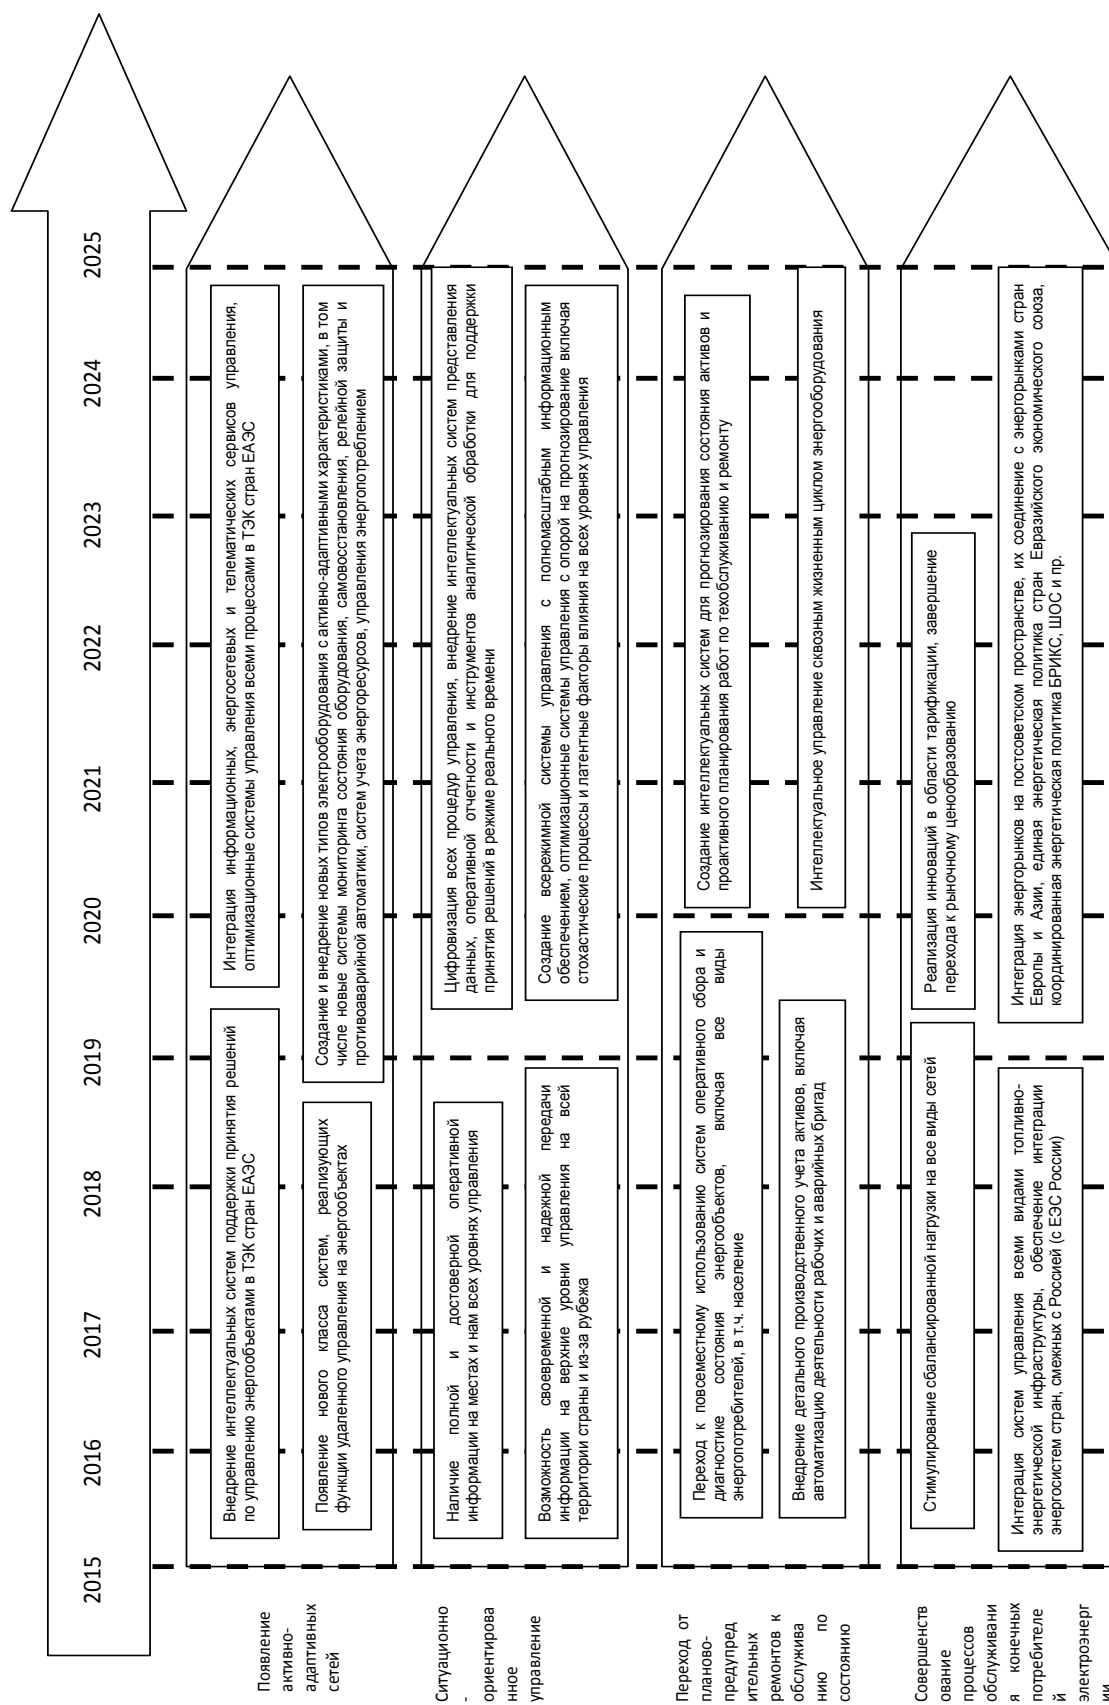 2015
2016
2017
2018
2019
2020
2021
2022
2023
2024
2025
Появление
активно-
адаптивных
сетей
Внедрение интеллектуальных систем поддержки принятия решений
по управлению энергообъектами в ТЭК стран ЕАЭС
Интеграция информационных, энергосетевых и телематических сервисов управления,
оптимизационные системы управления всеми процессами в ТЭК стран ЕАЭС
Появление нового класса систем, реализующих
функции удаленного управления на энергообъектах
Создание и внедрение новых типов электрооборудования с активно-адаптивными характеристиками, в том
числе новые системы мониторинга состояния оборудования, самовосстановления, релейной защиты и
противоаварийной автоматики, систем учета энергоресурсов, управления энергопотреблением
Ситуационно
-
ориентирова
нное
управление
Наличие полной и достоверной оперативной
информации на местах и нам всех уровнях управления
Цифровизация всех процедур управления, внедрение интеллектуальных систем представления
данных, оперативной отчетности и инструментов аналитической обработки для поддержки
принятия решений в режиме реального времени
Возможность своевременной и надежной передачи
информации на верхние уровни управления на всей
территории страны и из-за рубежа
Создание всережимной системы управления с полномасштабным информационным
обеспечением, оптимизационные системы управления с опорой на прогнозирование включая
стохастические процессы и латентные факторы влияния на всех уровнях управления
Переход от
планово-
предупред
ительных
ремонтов к
обслужива
нию по
состоянию
Переход к повсеместному использованию систем оперативного сбора и
диагностике состояния энергообъектов, включая все виды
энергопотребителей, в т.ч. население
Создание интеллектуальных систем для прогнозирования состояния активов и
проактивного планирования работ по техобслуживанию и ремонту
Внедрение детального производственного учета активов, включая
автоматизацию деятельности рабочих и аварийных бригад
Интеллектуальное управление сквозным жизненным циклом энергооборудования
Совершенств
ование
процессов
обслуживани
я конечных
потребителе
й
электроэнерг
ии
Стимулирование сбалансированной нагрузки на все виды сетей
Реализация инноваций в области тарификации, завершение
перехода к рыночному ценообразованию
Интеграция систем управления всеми видами топливно-
энергетической инфраструктуры, обеспечение интеграции
энергосистем стран, смежных с Россией (с ЕЭС России)
Интеграция энергорынков на постсоветском пространстве, их соединение с энергорынками стран
Европы и Азии, единая энергетическая политика стран Евразийского экономического союза,
координированная энергетическая политика БРИКС, ШОС и пр.